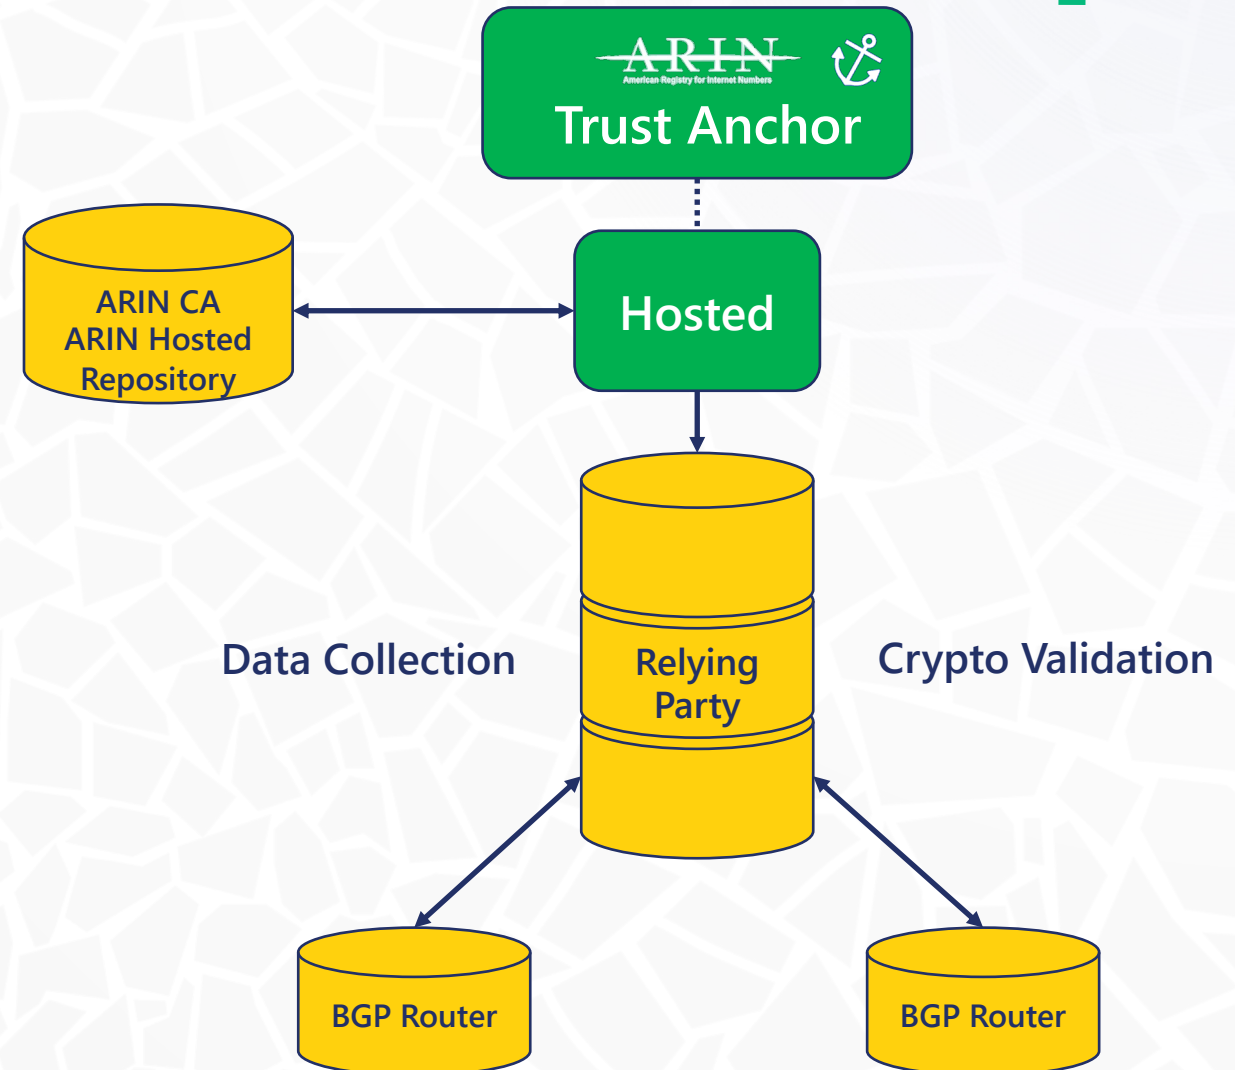 ARIN
American Registry for Internet Numbers
Trust Anchor
ARIN CA
ARIN Hosted
Repository
Hosted
Data Collection
Relying
Party
Crypto Validation
BGP Router
BGP Router